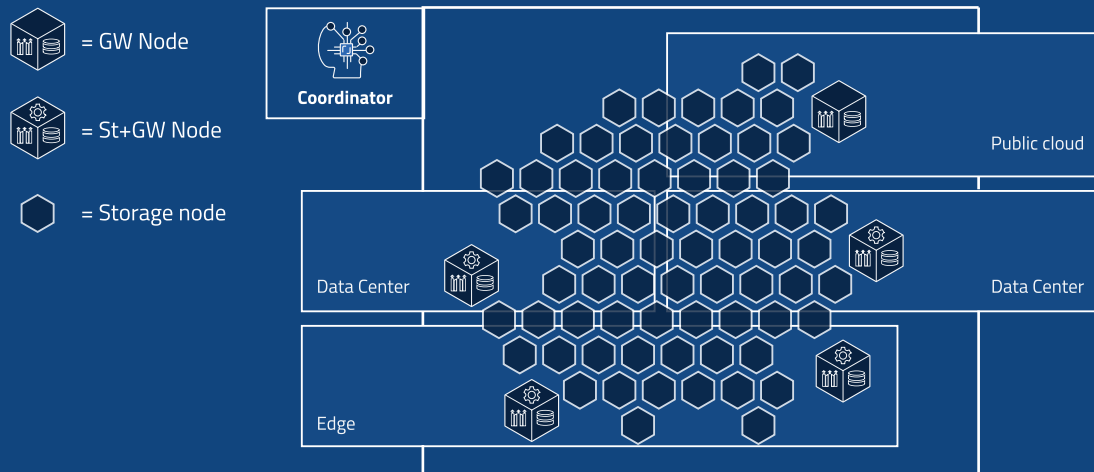 = GW Node
= St+GW Node
= Storage node
Coordinator
Public cloud
Data Center
Data Center
Edge